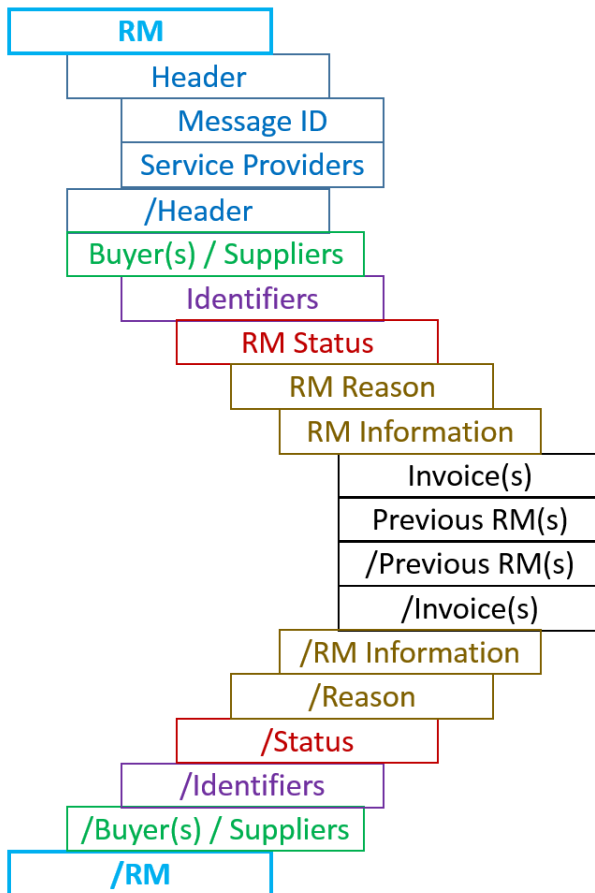 RM
Header
Message ID
Service Providers
/Header
Buyer(s) / Suppliers
Identifiers
RM Status
RM Reason
RM Information
Invoice(s)
Previous RM(s)
/Previous RM(s)
/Invoice(s)
/RM Information
/Reason
/Status
/Identifiers
/Buyer(s) / Suppliers
/RM